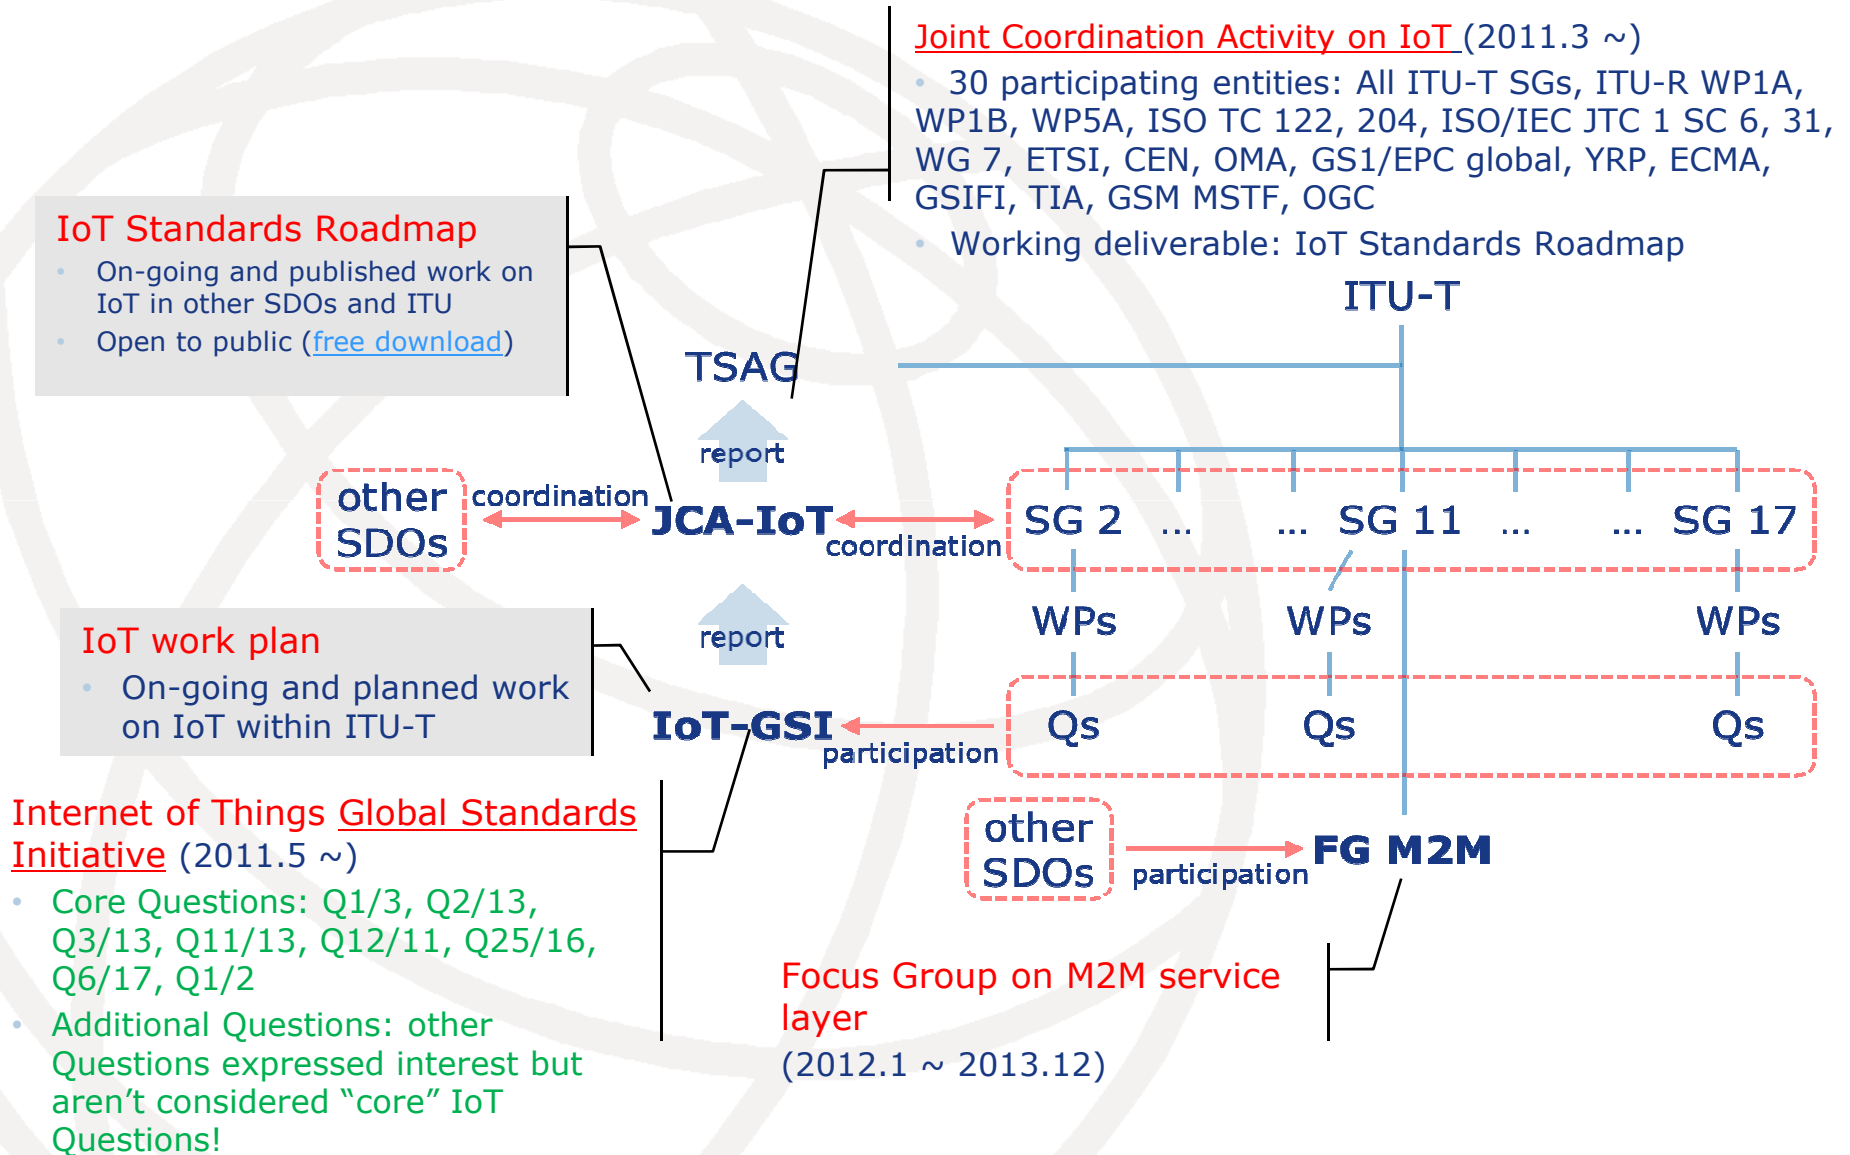 Joint Coordination Activity on IoT (2011.3 ~)
• 30 participating entities: All ITU-T SGs, ITU-R WP1A,
WP1B, WP5A, ISO TC 122, 204, ISO/IEC JTC 1 SC 6, 31,
WG 7, ETSI, CEN, OMA, GS1/EPC global, YRP, ECMA,
GSIFI, TIA, GSM MSTF, OGC
• Working deliverable: IoT Standards Roadmap
IoT Standards Roadmap
• On-going and published work on
IoT in other SDOs and ITU
• Open to public (free download)
ITU-T
TSAG
report
other
SDOs
coordination
JCA-IoT
coordination
SG 2 ... ... SG 11 ... ... SG 17
WPs WPs WPs
report
IoT work plan
• On-going and planned work
on IoT within ITU-T
IoT-GSI
participation
Qs Qs Qs
Internet of Things Global Standards
Initiative (2011.5 ~)
• Core Questions: Q1/3, Q2/13,
Q3/13, Q11/13, Q12/11, Q25/16,
Q6/17, Q1/2
• Additional Questions: other
Questions expressed interest but
aren’t considered “core” IoT
Questions!
other
SDOs
participation
FG M2M
Focus Group on M2M service
layer
(2012.1 ~ 2013.12)